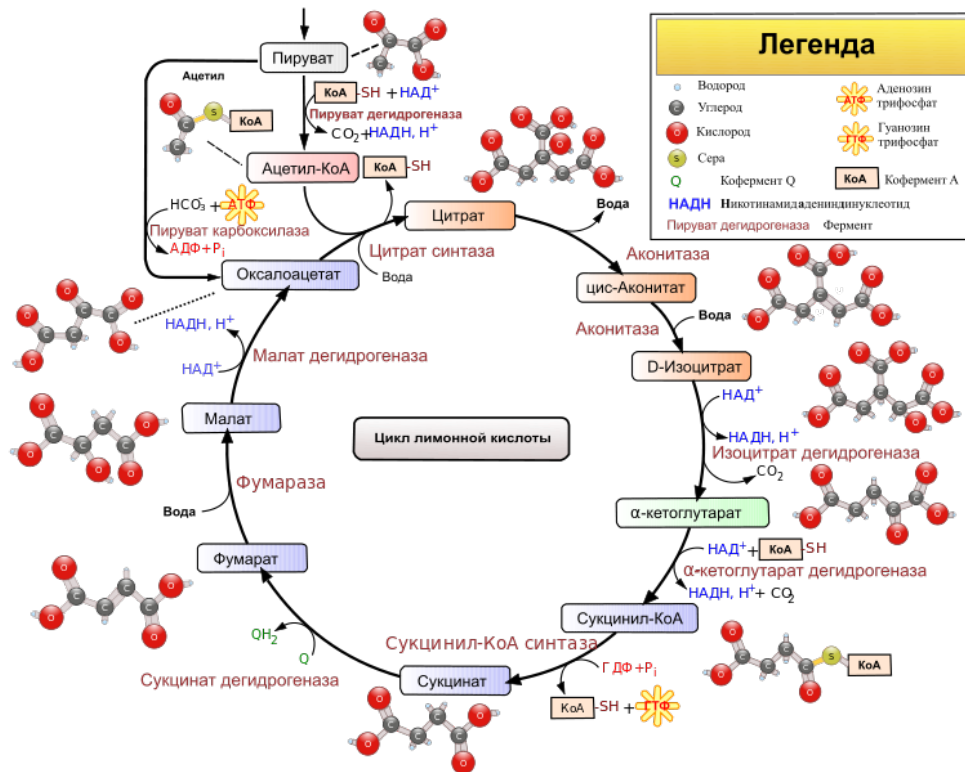 Пируват
Ацетил
КоА-SH + НАД⁺
Пируват дегидрогеназа
CO₂+НАДН, H⁺
S
КоА
Ацетил-КоА
КоА-SH
HCO₃⁻ + АТФ
Пируват карбоксилаза
АДФ+Pᵢ
Цитрат синтаза
Вода
Оксалоацетат
Цитрат
Вода
Аконитаза
цис-Аконитат
Аконитаза
Вода
D-Изоцитрат
НАД⁺
НАДН, H⁺
Изоцитрат дегидрогеназа
CO₂
α-кетоглутарат
НАД⁺+КоА-SH
α-кетоглутарат дегидрогеназа
НАДН, H⁺+ CO₂
Сукцинил-КоА
S
КоА
Сукцинил-КоА синтаза
ГДФ+Pᵢ
КоА-SH + ГТФ
Сукцинат
QH₂
Q
Сукцинат дегидрогеназа
Фумарат
Вода
Фумараза
Малат
НАД⁺
НАДН, H⁺
Малат дегидрогеназа
Цикл лимонной кислоты
Легенда
Водород
C Углерод
O Кислород
S Сера
Q Кофермент Q
НАДН Никотинамидадениндинуклеотид
Пируват дегидрогеназа Фермент
АТФ Аденозин
трифосфат
ГТФ Гуанозин
трифосфат
КоА Кофермент А